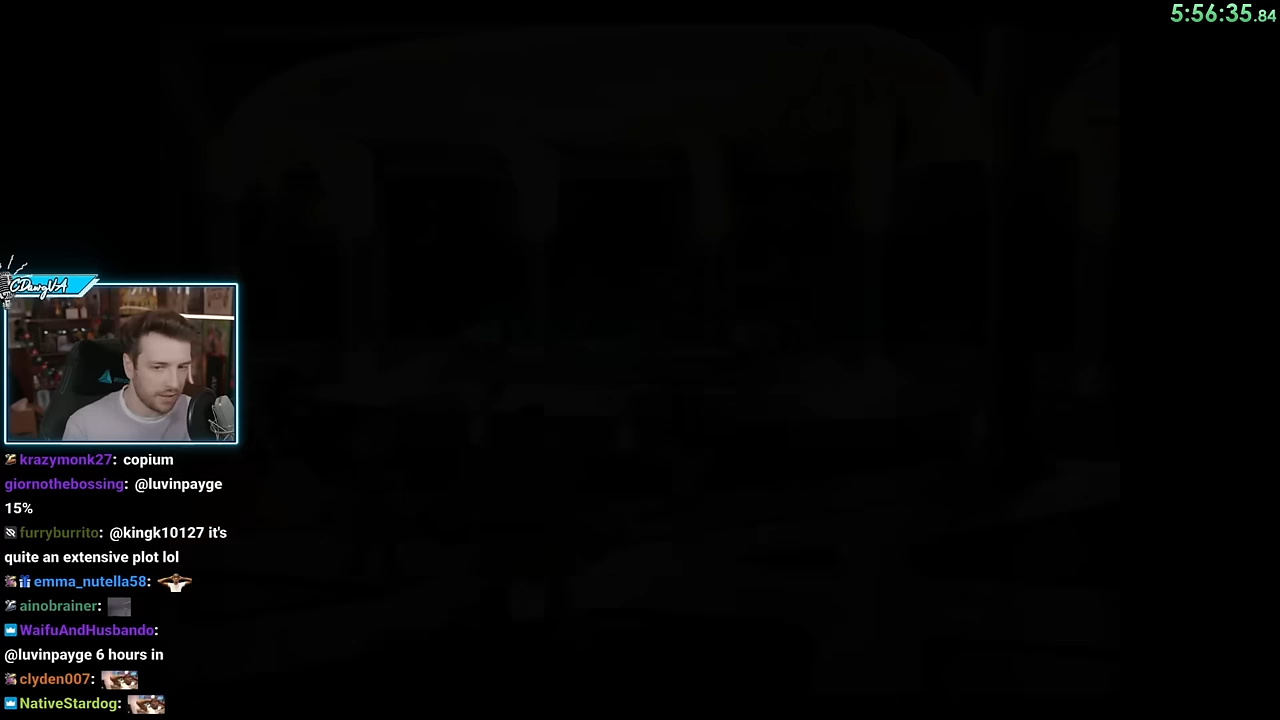 5:56:35.84
CDawgVA
krazymonk27: copium
giornothebossing: @luvinpayge
15%
furryburrito: @kingk10127 it's
quite an extensive plot lol
emma_nutella58:
ainobrainer:
WaifuAndHusbando:
@luvinpayge 6 hours in
clyden007:
NativeStardog: